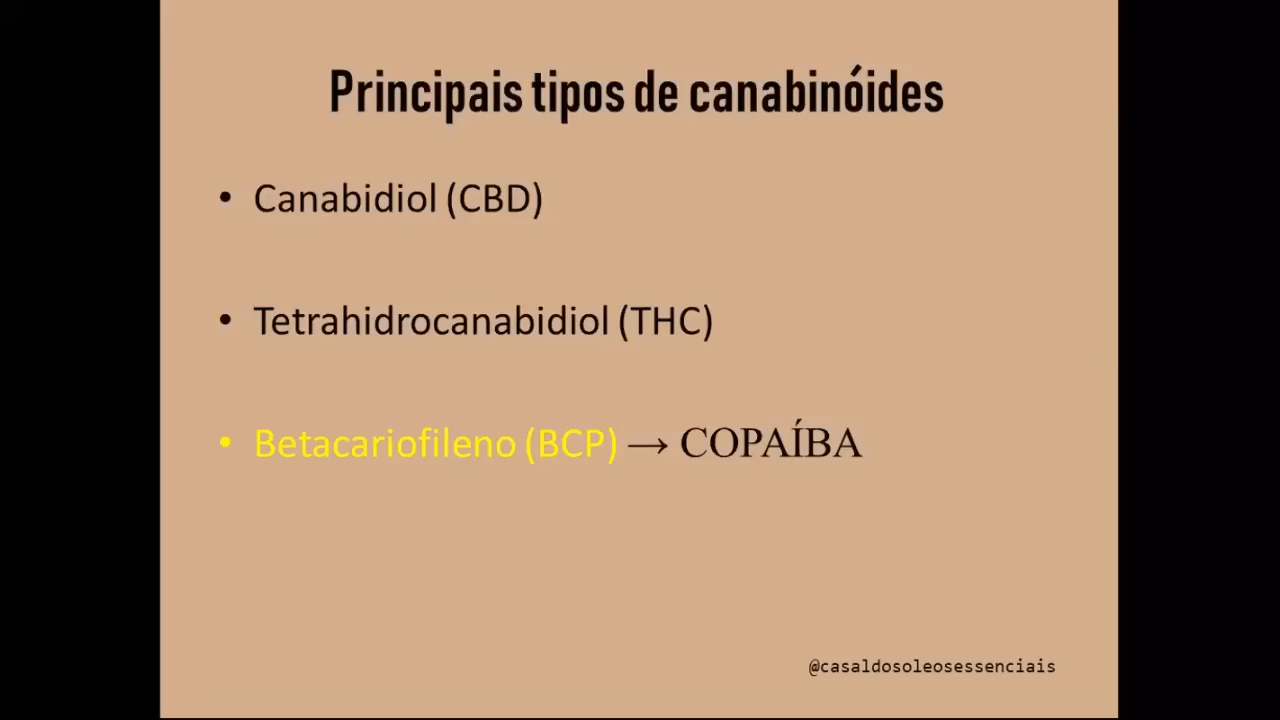 Principais tipos de canabinóides
• Canabidiol (CBD)
• Tetrahidrocanabidiol (THC)
• Betacariofileno (BCP) → COPAÍBA
@casaldosoleosessenciais